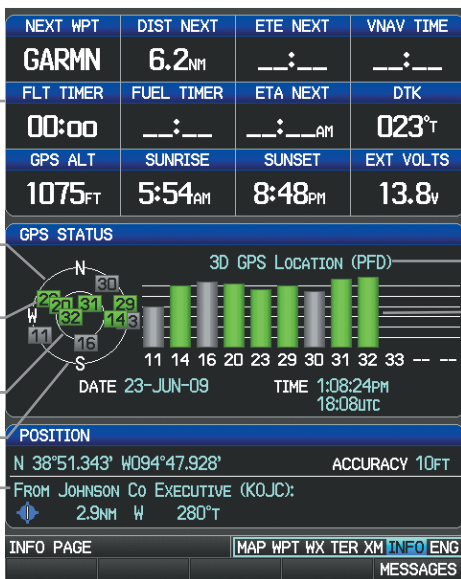 NEXT WPT DIST NEXT ETE NEXT VNAV TIME
GARMN 6.2NM __:__ __:__
FLT TIMER FUEL TIMER ETA NEXT DTK
00:00 __:__ __:__AM 023°T
GPS ALT SUNRISE SUNSET EXT VOLTS
1075FT 5:54AM 8:48PM 13.8V
GPS STATUS
3D GPS LOCATION (PFD)
N
30
20 31 29
W 32 14 3
11 16
S
11 14 16 20 23 29 30 31 32 33 -- --
DATE 23-JUN-09 TIME 1:08:24PM
18:08UTC
POSITION
N 38°51.343' W094°47.928' ACCURACY 10FT
FROM JOHNSON CO EXECUTIVE (KOJC):
2.9NM W 280°T
INFO PAGE MAP WPT WX TER XM INFO ENG
MESSAGES